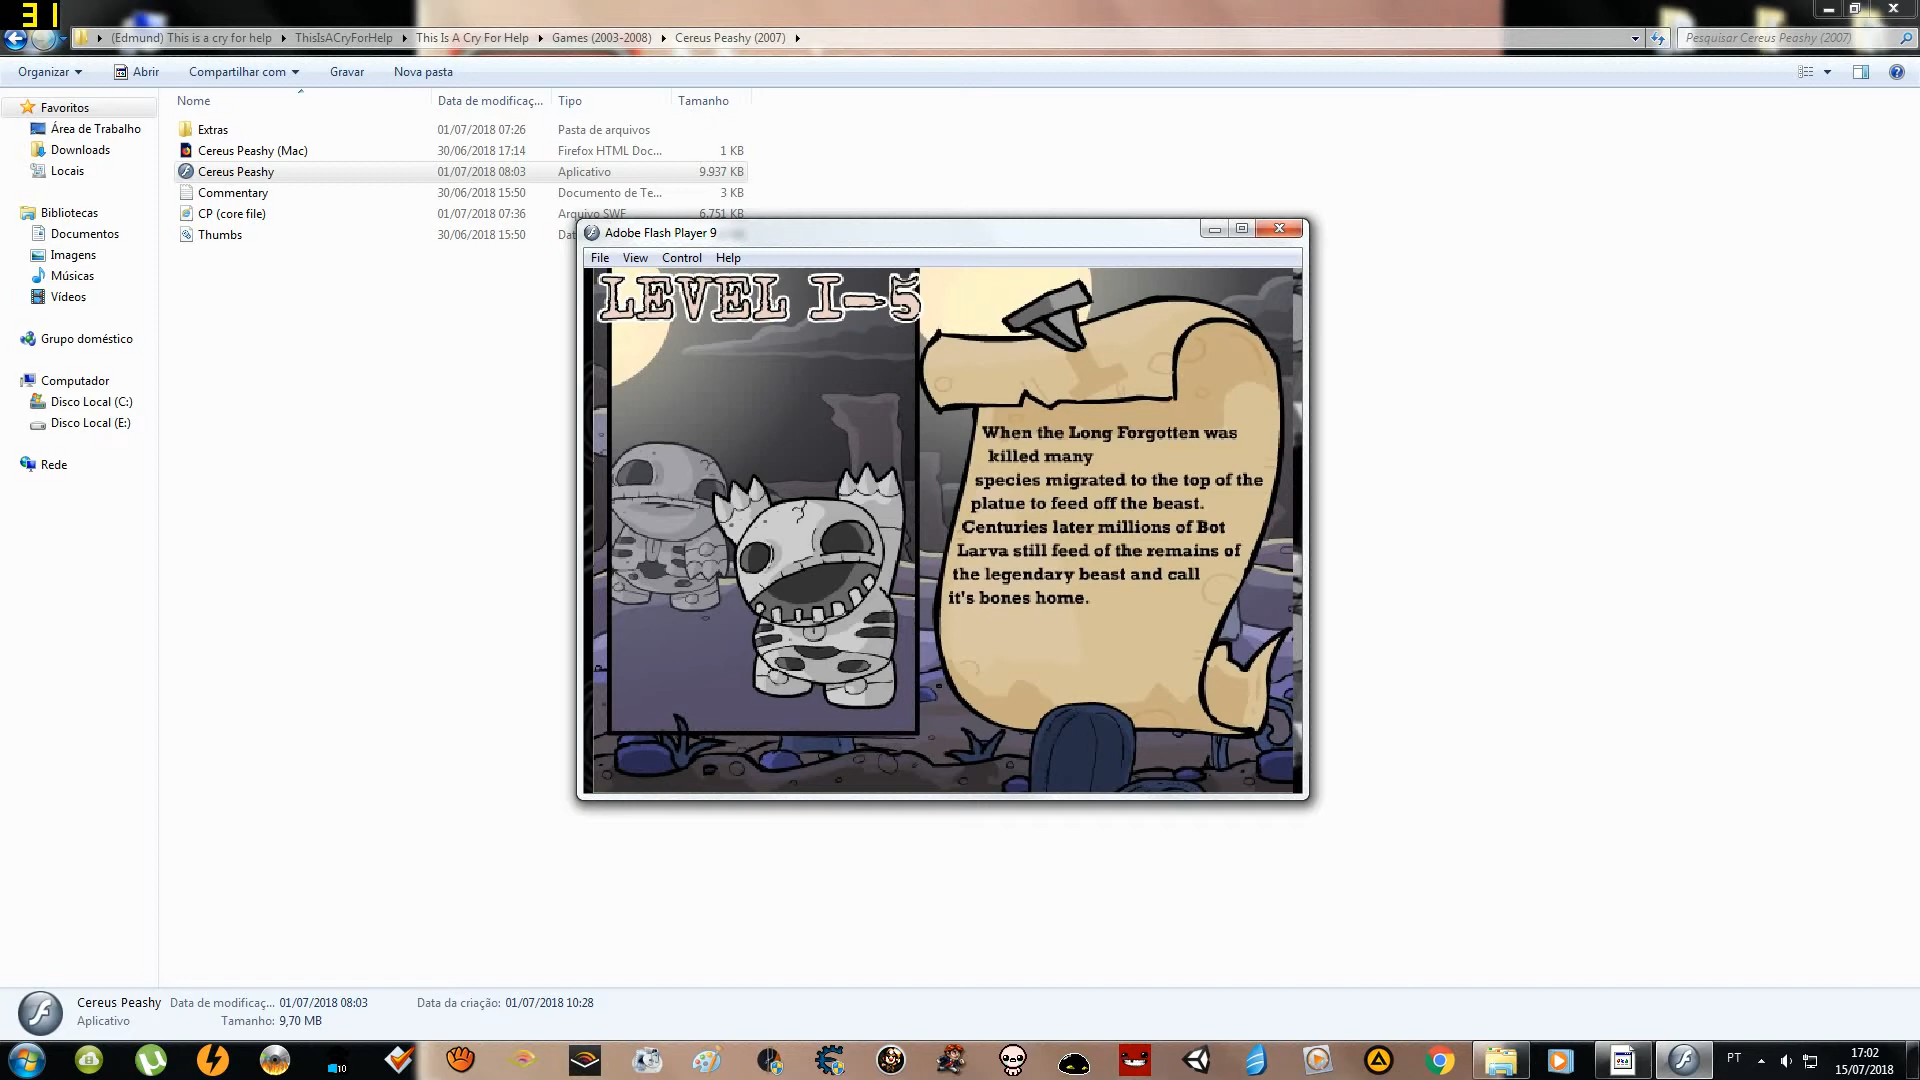 31
(Edmund) This is a cry for help ThisIsACryForHelp This Is A Cry For Help Games (2003-2008) Cereus Peashy (2007)
Pesquisar Cereus Peashy (2007)
Organizar Abrir Compartilhar com Gravar Nova pasta
Nome Data de modificaç... Tipo Tamanho
Extras 01/07/2018 07:26 Pasta de arquivos
Cereus Peashy (Mac) 30/06/2018 17:14 Firefox HTML Doc... 1 KB
Cereus Peashy 01/07/2018 08:03 Aplicativo 9.937 KB
Commentary 30/06/2018 15:50 Documento de Te... 3 KB
CP (core file) 01/07/2018 07:36 Arquivo SWF 6.751 KB
Thumbs 30/06/2018 15:50 Dat
Favoritos
Área de Trabalho
Downloads
Locais
Bibliotecas
Documentos
Imagens
Músicas
Vídeos
Grupo doméstico
Computador
Disco Local (C:)
Disco Local (E:)
Rede
Adobe Flash Player 9
File View Control Help
LEVEL 1-5
When the Long Forgotten was
killed many
species migrated to the top of the
platue to feed off the beast.
Centuries later millions of Bot
Larva still feed of the remains of
the legendary beast and call
it's bones home.
Cereus Peashy Data de modificaç... 01/07/2018 08:03 Data da criação: 01/07/2018 10:28
Aplicativo Tamanho: 9,70 MB
10
PT
17:02
15/07/2018